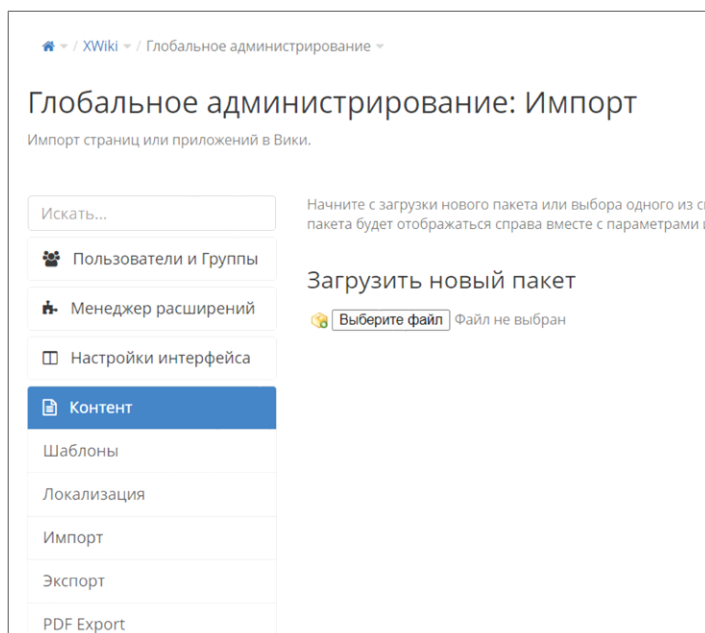 / XWiki / Глобальное администрирование
Глобальное администрирование: Импорт
Импорт страниц или приложений в Вики.
Искать...
Пользователи и Группы
Менеджер расширений
Настройки интерфейса
Контент
Шаблоны
Локализация
Импорт
Экспорт
PDF Export
Начните с загрузки нового пакета или выбора одного из
пакета будет отображаться справа вместе с параметрами
Загрузить новый пакет
Выберите файл Файл не выбран